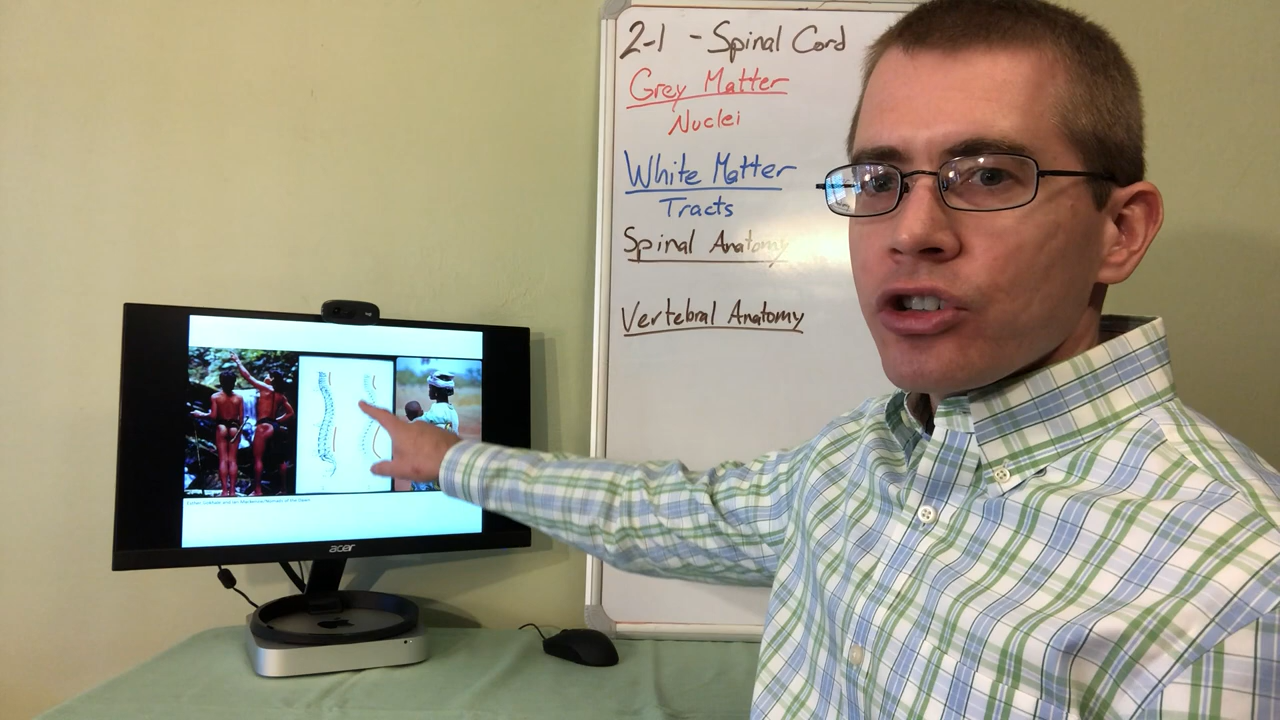 2-1 - Spinal Cord
Grey Matter
Nuclei
White Matter
Tracts
Spinal Anatomy
Vertebral Anatomy
acer